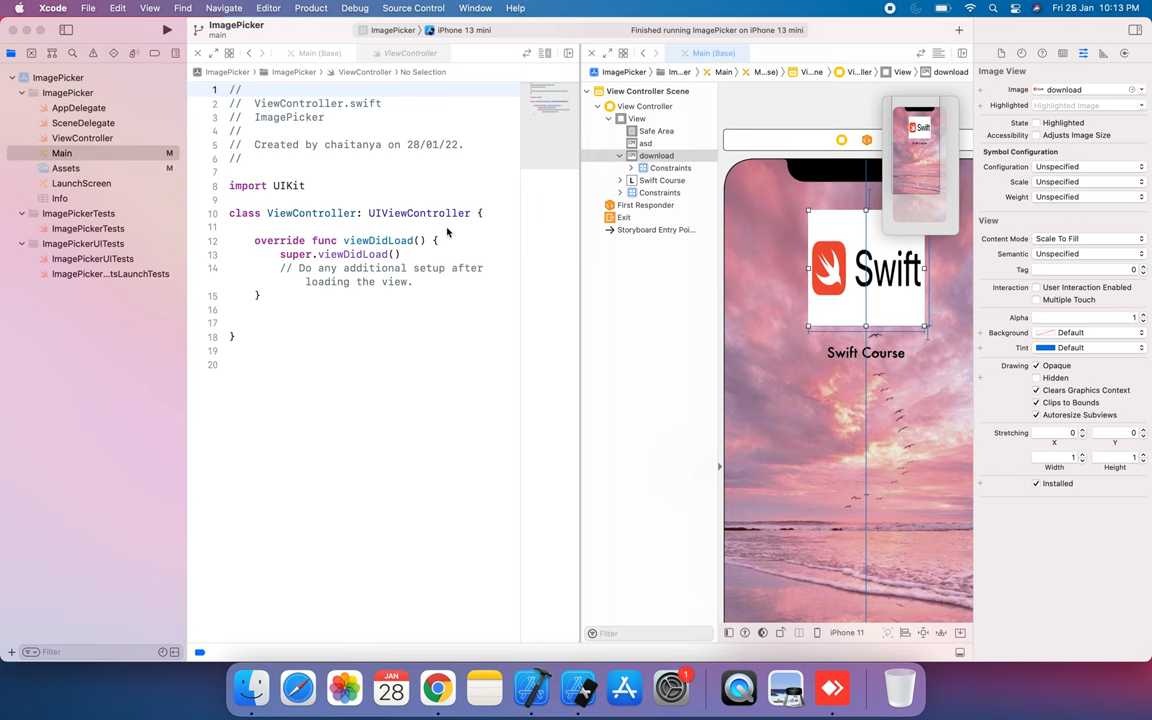 Xcode File Edit View Find Navigate Editor Product Debug Source Control Window Help
Fri 28 Jan 10:13 PM
ImagePicker
main
ImagePicker iPhone 13 mini
Finished running ImagePicker on iPhone 13 mini
ImagePicker
ImagePicker
AppDelegate
SceneDelegate
ViewController
Main M
Assets M
LaunchScreen
Info
ImagePickerTests
ImagePickerTests
ImagePickerUITests
ImagePickerUITests
ImagePicker...tsLaunchTests
Filter
Main (Base) ViewController
ImagePicker ImagePicker ViewController No Selection
1 //
2 // ViewController.swift
3 // ImagePicker
4 //
5 // Created by chaitanya on 28/01/22.
6 //
7
8 import UIKit
9
10 class ViewController: UIViewController {
11
12 override func viewDidLoad() {
13 super.viewDidLoad()
14 // Do any additional setup after
loading the view.
15 }
16
17
18 }
19
20
Main (Base)
ImagePicker Im...er Main M...se) Vi...ne Vi...ller View download
View Controller Scene
View Controller
View
Safe Area
asd
download
Constraints
L Swift Course
Constraints
First Responder
Exit
Storyboard Entry Poi...
Filter
Swift
Swift Course
Swift
iPhone 11
Image View
Image download
Highlighted Highlighted Image
State Highlighted
Accessibility Adjusts Image Size
Symbol Configuration
Configuration Unspecified
Scale Unspecified
Weight Unspecified
View
Content Mode Scale To Fill
Semantic Unspecified
Tag 0
Interaction User Interaction Enabled
Multiple Touch
Alpha 1
Background Default
Tint Default
Drawing Opaque
Hidden
Clears Graphics Context
Clips to Bounds
Autoresize Subviews
Stretching 0 0
X Y
1 1
Width Height
Installed
JAN
28
1